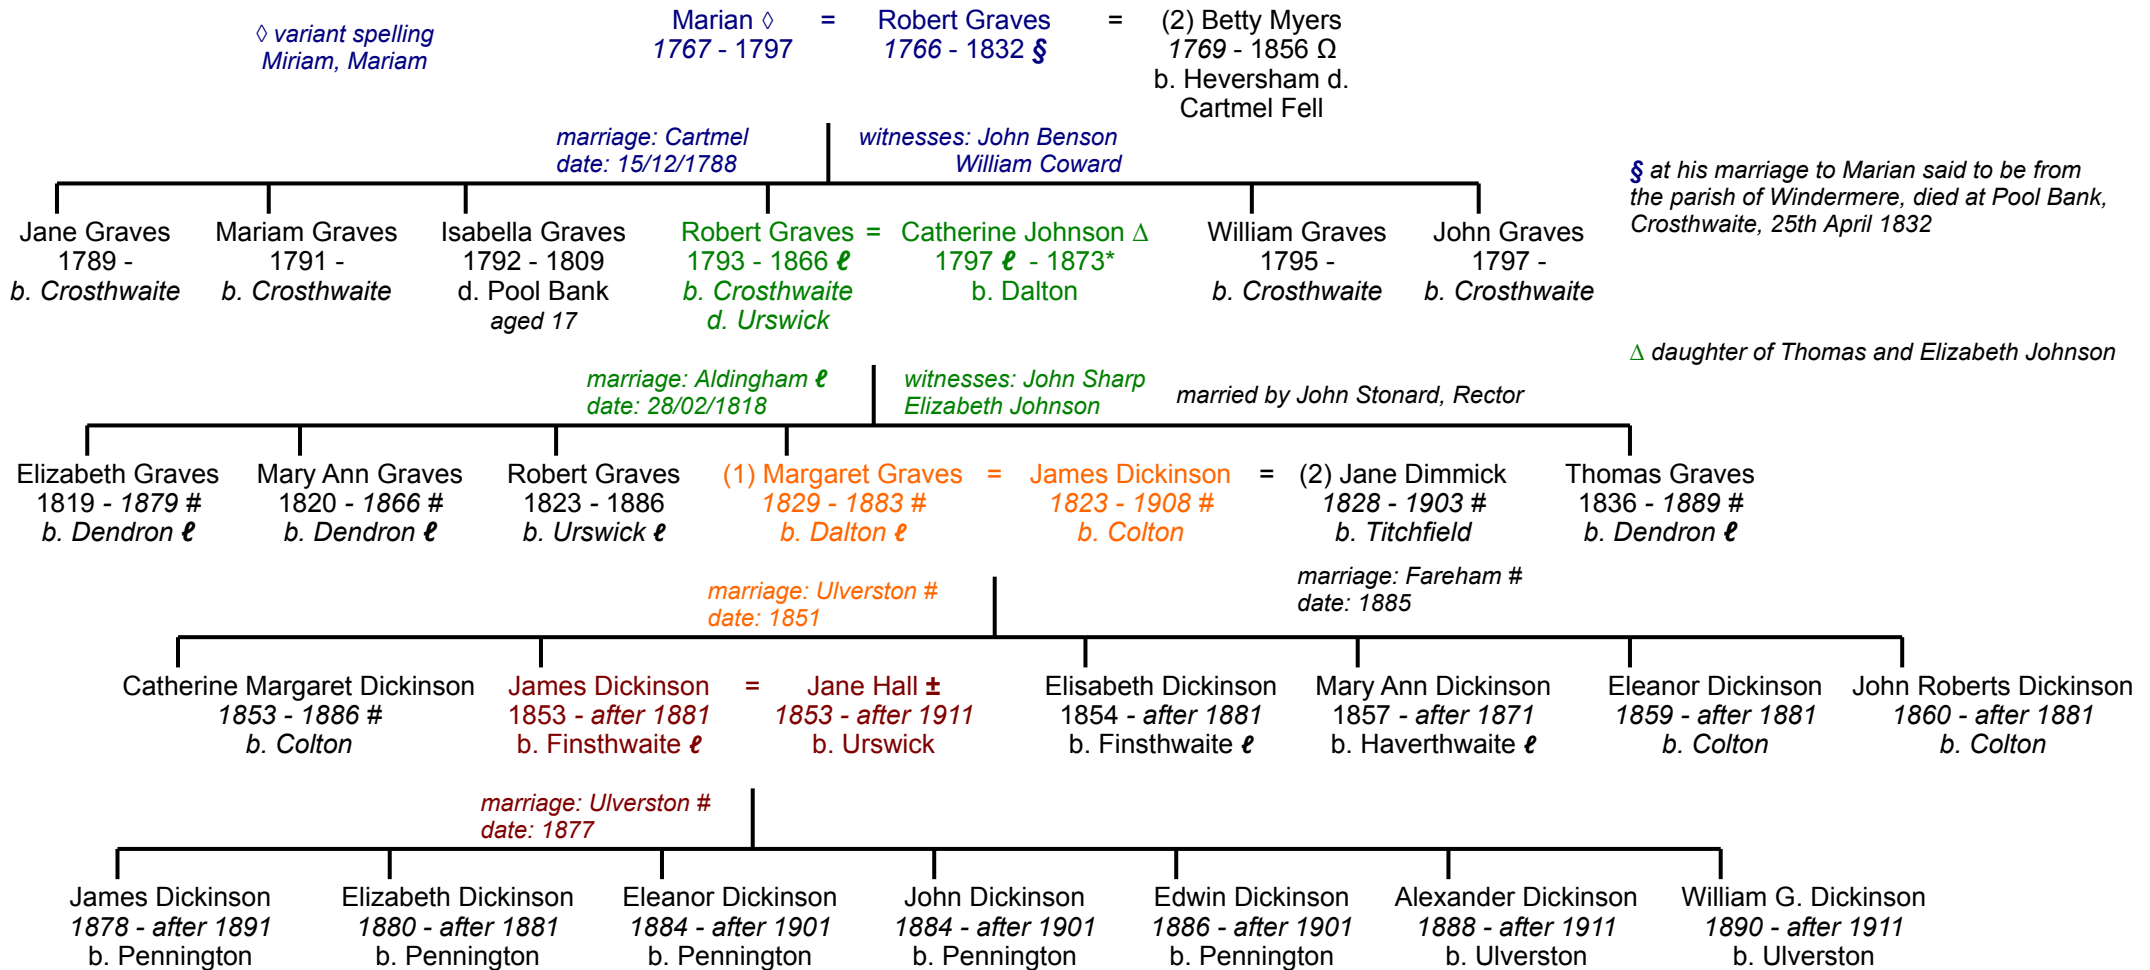 ◊ variant spelling
Miriam, Mariam
Marian ◊ = Robert Graves = (2) Betty Myers
1767 - 1797 1766 - 1832 § 1769 - 1856 Ω
b. Heversham d.
Cartmel Fell
marriage: Cartmel witnesses: John Benson
date: 15/12/1788 William Coward
§ at his marriage to Marian said to be from
the parish of Windermere, died at Pool Bank,
Crosthwaite, 25th April 1832
Jane Graves Mariam Graves Isabella Graves Robert Graves = Catherine Johnson Δ William Graves John Graves
1789 - 1791 - 1792 - 1809 1793 - 1866 ℓ 1797 ℓ - 1873* 1795 - 1797 -
b. Crosthwaite b. Crosthwaite d. Pool Bank b. Crosthwaite b. Dalton b. Crosthwaite b. Crosthwaite
aged 17 d. Urswick
Δ daughter of Thomas and Elizabeth Johnson
marriage: Aldingham ℓ witnesses: John Sharp
date: 28/02/1818 Elizabeth Johnson married by John Stonard, Rector
Elizabeth Graves Mary Ann Graves Robert Graves (1) Margaret Graves = James Dickinson = (2) Jane Dimmick Thomas Graves
1819 - 1879 # 1820 - 1866 # 1823 - 1886 1829 - 1883 # 1823 - 1908 # 1828 - 1903 # 1836 - 1889 #
b. Dendron ℓ b. Dendron ℓ b. Urswick ℓ b. Dalton ℓ b. Colton b. Titchfield b. Dendron ℓ
marriage: Ulverston # marriage: Fareham #
date: 1851 date: 1885
Catherine Margaret Dickinson James Dickinson = Jane Hall ± Elisabeth Dickinson Mary Ann Dickinson Eleanor Dickinson John Roberts Dickinson
1853 - 1886 # 1853 - after 1881 1853 - after 1911 1854 - after 1881 1857 - after 1871 1859 - after 1881 1860 - after 1881
b. Colton b. Finsthwaite ℓ b. Urswick b. Finsthwaite ℓ b. Haverthwaite ℓ b. Colton b. Colton
marriage: Ulverston #
date: 1877
James Dickinson Elizabeth Dickinson Eleanor Dickinson John Dickinson Edwin Dickinson Alexander Dickinson William G. Dickinson
1878 - after 1891 1880 - after 1881 1884 - after 1901 1884 - after 1901 1886 - after 1901 1888 - after 1911 1890 - after 1911
b. Pennington b. Pennington b. Pennington b. Pennington b. Pennington b. Ulverston b. Ulverston